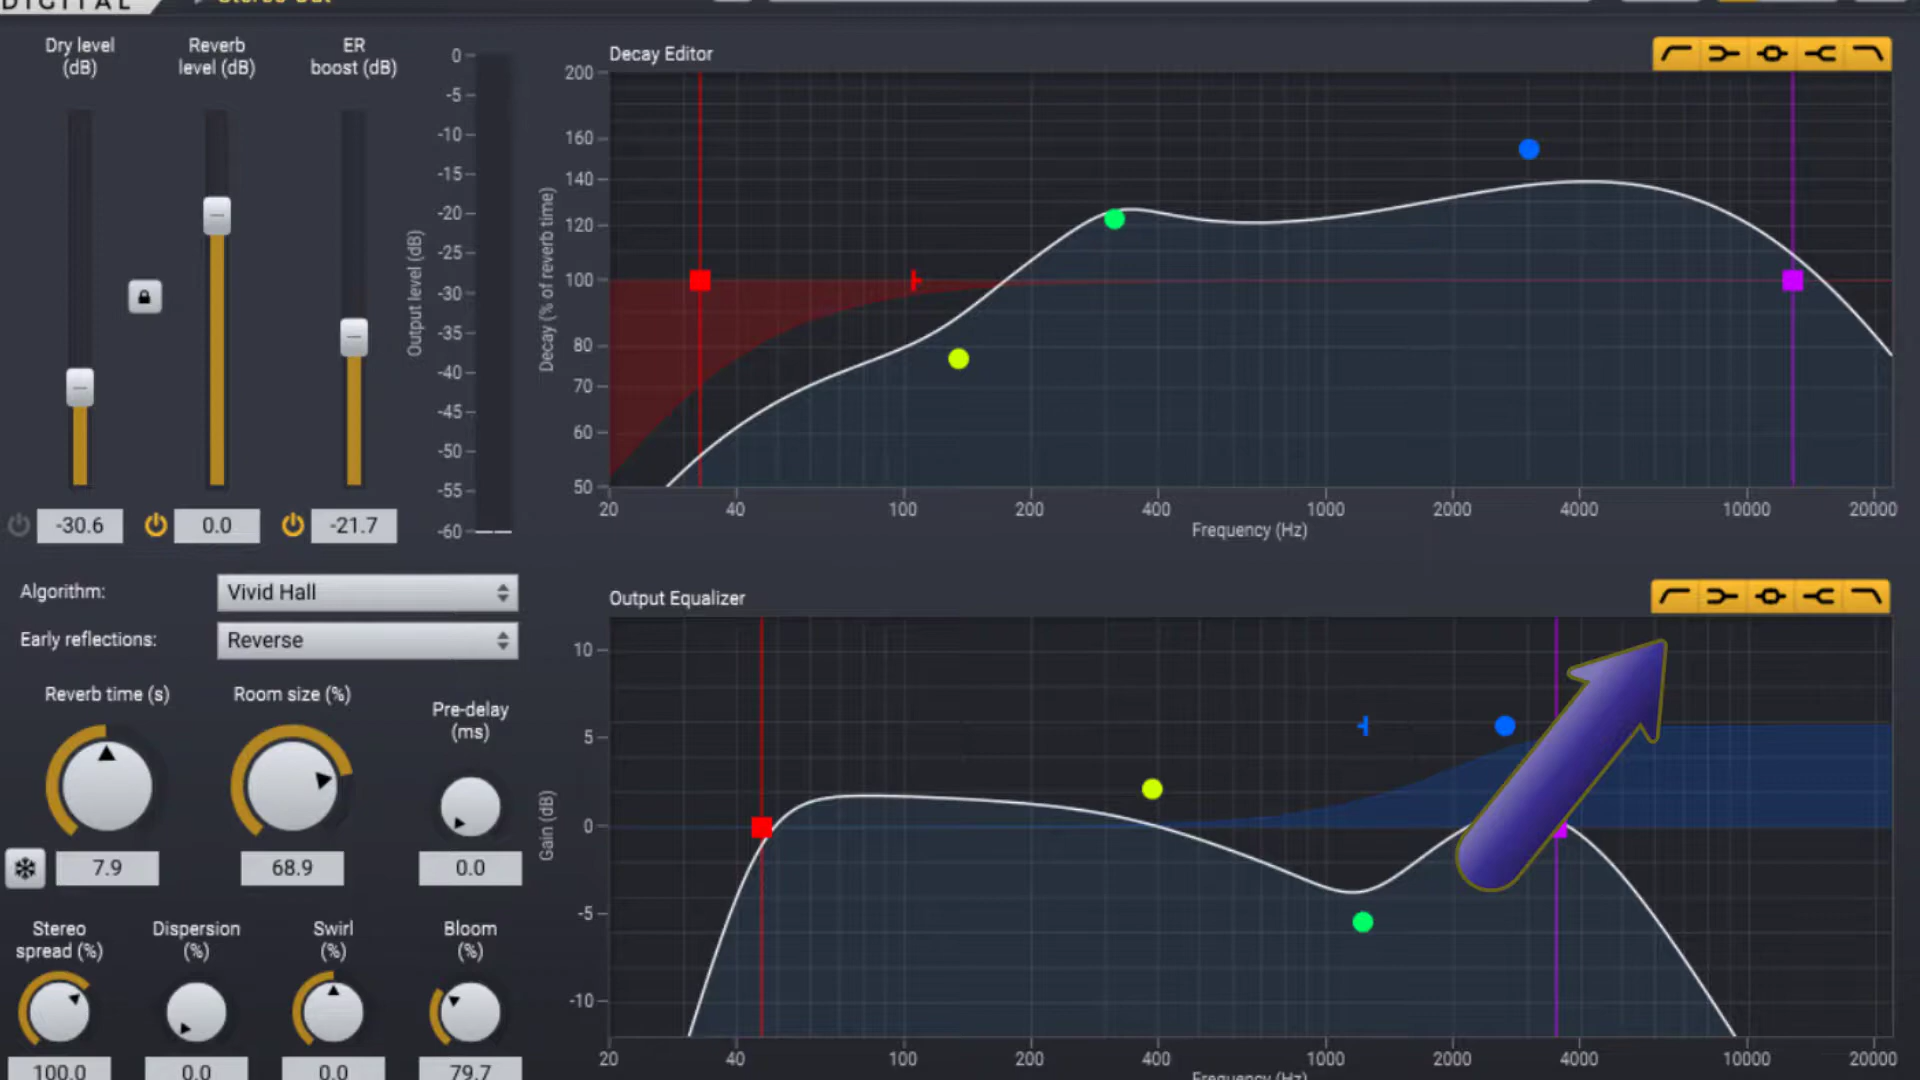 DIGITAL
Stereo Out
Dry level
(dB)
Reverb
level (dB)
ER
boost (dB)
0
-5
-10
-15
-20
-25
-30
-35
-40
-45
-50
-55
-60
Output level (dB)
-30.6
0.0
-21.7
Decay Editor
Decay (% of reverb time)
200
160
140
120
100
80
70
60
50
20
40
100
200
400
1000
2000
4000
10000
20000
Frequency (Hz)
Algorithm:
Vivid Hall
Early reflections:
Reverse
Reverb time (s)
7.9
Room size (%)
68.9
Pre-delay
(ms)
0.0
Stereo
spread (%)
100.0
Dispersion
(%)
0.0
Swirl
(%)
0.0
Bloom
(%)
79.7
Output Equalizer
Gain (dB)
10
5
0
-5
-10
20
40
100
200
400
1000
2000
4000
10000
20000
Frequency (Hz)